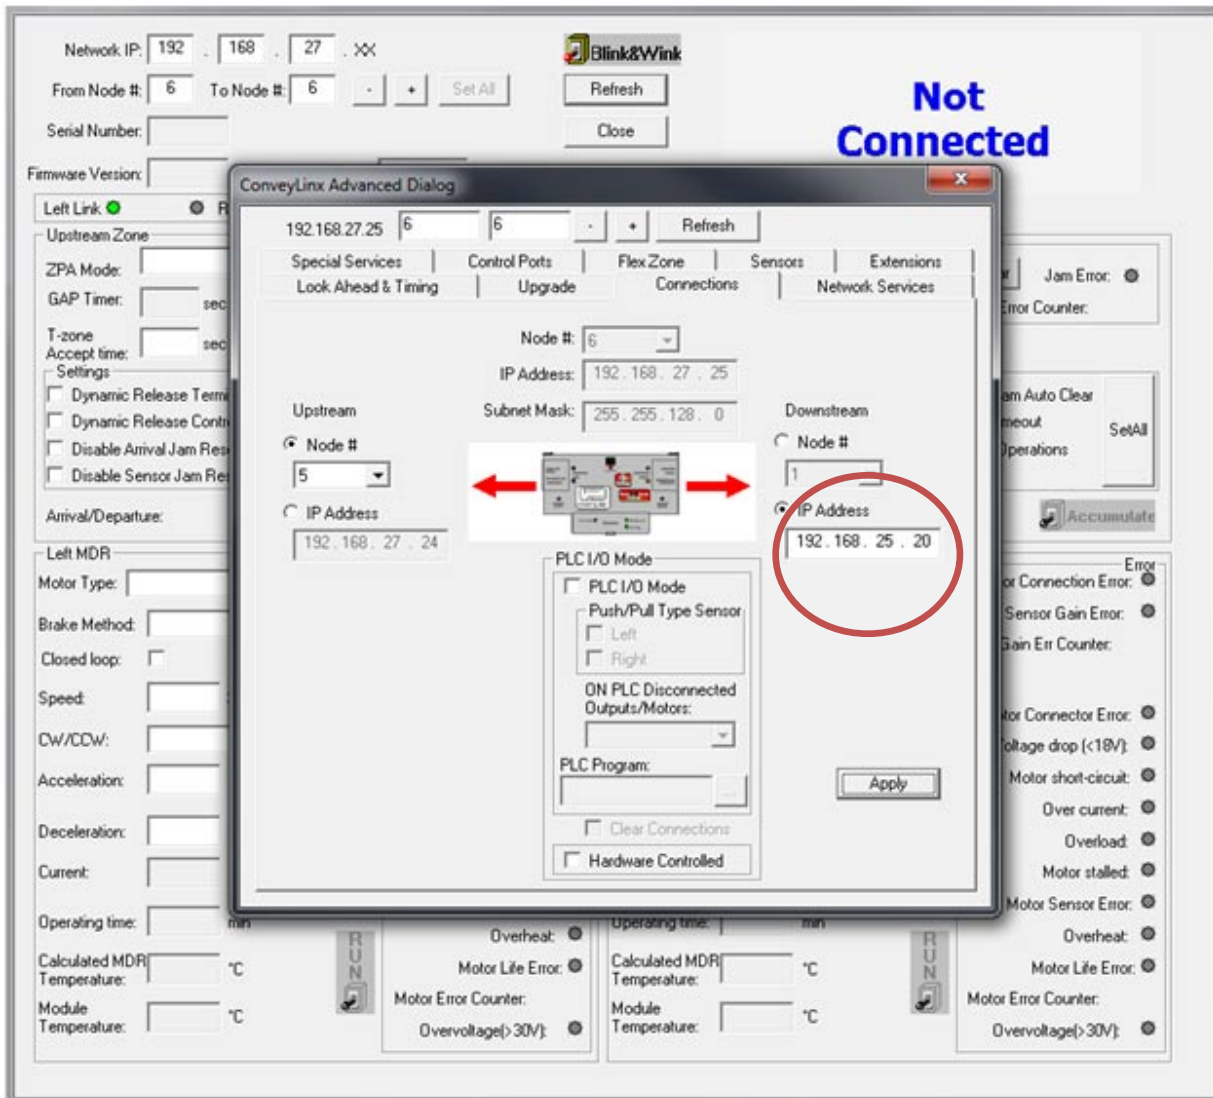 Network IP: 192 . 168 . 27 . XX
Blink&Wink
From Node #: 6 To Node #: 6 - + Set All Refresh
Not
Connected
Serial Number: Close
Firmware Version:
ConveyLinx Advanced Dialog x
Left Link
192.168.27.25 6 6 - + Refresh
Upstream Zone
Special Services Control Ports Flex Zone Sensors Extensions
Look Ahead & Timing Upgrade Connections Network Services
ZPA Mode:
Jam Error:
GAP Timer: sec
Error Counter:
T-zone
Accept time: sec
Node #: 6
IP Address: 192 . 168 . 27 . 25
Subnet Mask: 255 . 255 . 128 . 0
Settings
Dynamic Release
Dynamic Release
Disable Arrival Jam
Disable Sensor Jam
Auto Clear
SetAll
Operations
Upstream
Node #
5
IP Address
192 . 168 . 27 . 24
Downstream
Node #
1
IP Address
192 . 168 . 25 . 20
Arrival/Departure:
Accumulate
PLC I/O Mode
PLC I/O Mode
Push/Pull Type Sensor
Left
Right
ON PLC Disconnected
Outputs/Motors:
PLC Program:
...
Clear Connections
Hardware Controlled
Apply
Left MDR
Motor Type:
Brake Method:
Closed loop:
Speed:
CW/CCW:
Acceleration:
Deceleration:
Current:
Operating time: min
Calculated MDR
Temperature: °C
Module
Temperature: °C
RUN
Overheat:
Motor Life Error:
Motor Error Counter:
Overvoltage(>30V):
Operating time: min
Calculated MDR
Temperature: °C
Module
Temperature: °C
RUN
Error
Connection Error:
Sensor Gain Error:
Gain Err Counter:
Connector Error:
drop (<18V):
Motor short-circuit:
Over current:
Overload:
Motor stalled:
Motor Sensor Error:
Overheat:
Motor Life Error:
Motor Error Counter:
Overvoltage(>30V):